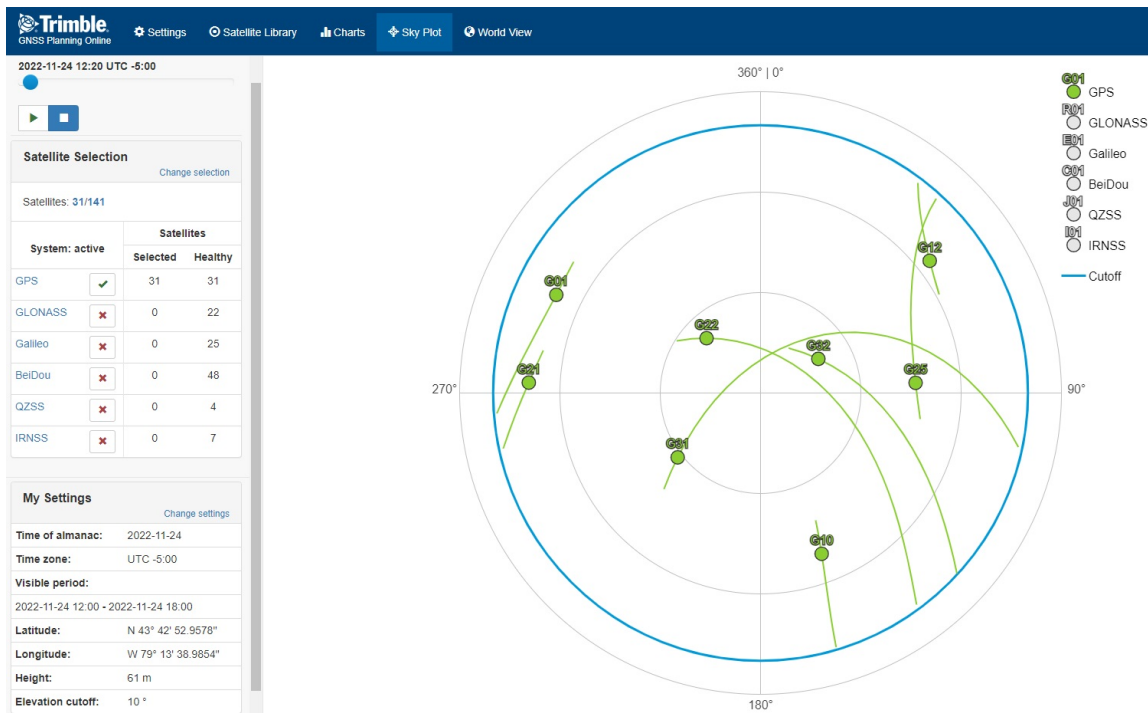 Trimble.
GNSS Planning Online
Settings
Satellite Library
Charts
Sky Plot
World View
2022-11-24 12:20 UTC -5:00
Satellite Selection
Change selection
Satellites: 31/141
System: active
Satellites
Selected Healthy
GPS 31 31
GLONASS 0 22
Galileo 0 25
BeiDou 0 48
QZSS 0 4
IRNSS 0 7
My Settings
Change settings
Time of almanac: 2022-11-24
Time zone: UTC -5:00
Visible period:
2022-11-24 12:00 - 2022-11-24 18:00
Latitude: N 43° 42' 52.9578"
Longitude: W 79° 13' 38.9854"
Height: 61 m
Elevation cutoff: 10 °
360° | 0°
G12
G01
G22
G32
G21
G25
270°
90°
G31
G10
180°
G01
GPS
R01
GLONASS
E01
Galileo
C01
BeiDou
J01
QZSS
I01
IRNSS
Cutoff